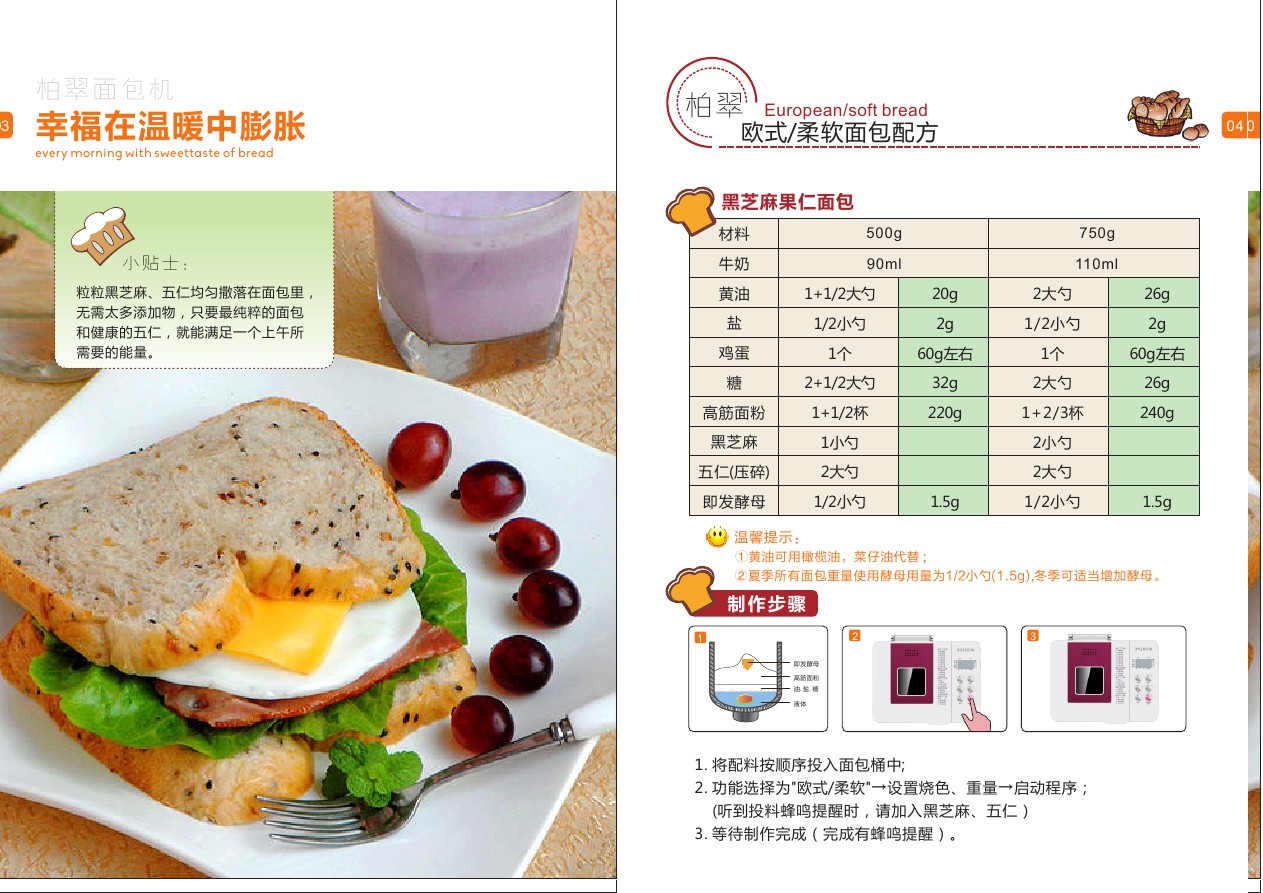 柏翠面包机
03
幸福在温暖中膨胀
every morning with sweettaste of bread
小贴士：
粒粒黑芝麻、五仁均匀撒落在面包里，
无需太多添加物，只要最纯粹的面包
和健康的五仁，就能满足一个上午所
需要的能量。
柏翠
European/soft bread
欧式/柔软面包配方
04 0
黑芝麻果仁面包
材料 500g 750g
牛奶 90ml 110ml
黄油 1+1/2大勺 20g 2大勺 26g
盐 1/2小勺 2g 1/2小勺 2g
鸡蛋 1个 60g左右 1个 60g左右
糖 2+1/2大勺 32g 2大勺 26g
高筋面粉 1+1/2杯 220g 1+2/3杯 240g
黑芝麻 1小勺 2小勺
五仁(压碎) 2大勺 2大勺
即发酵母 1/2小勺 1.5g 1/2小勺 1.5g
温馨提示：
①黄油可用橄榄油，菜仔油代替；
②夏季所有面包重量使用酵母用量为1/2小勺(1.5g),冬季可适当增加酵母。
制作步骤
1
即发酵母
高筋面粉
油. 盐. 糖
液体
2
3
1. 将配料按顺序投入面包桶中;
2. 功能选择为"欧式/柔软"→设置烧色、重量→启动程序；
(听到投料蜂鸣提醒时，请加入黑芝麻、五仁）
3. 等待制作完成（完成有蜂鸣提醒）。